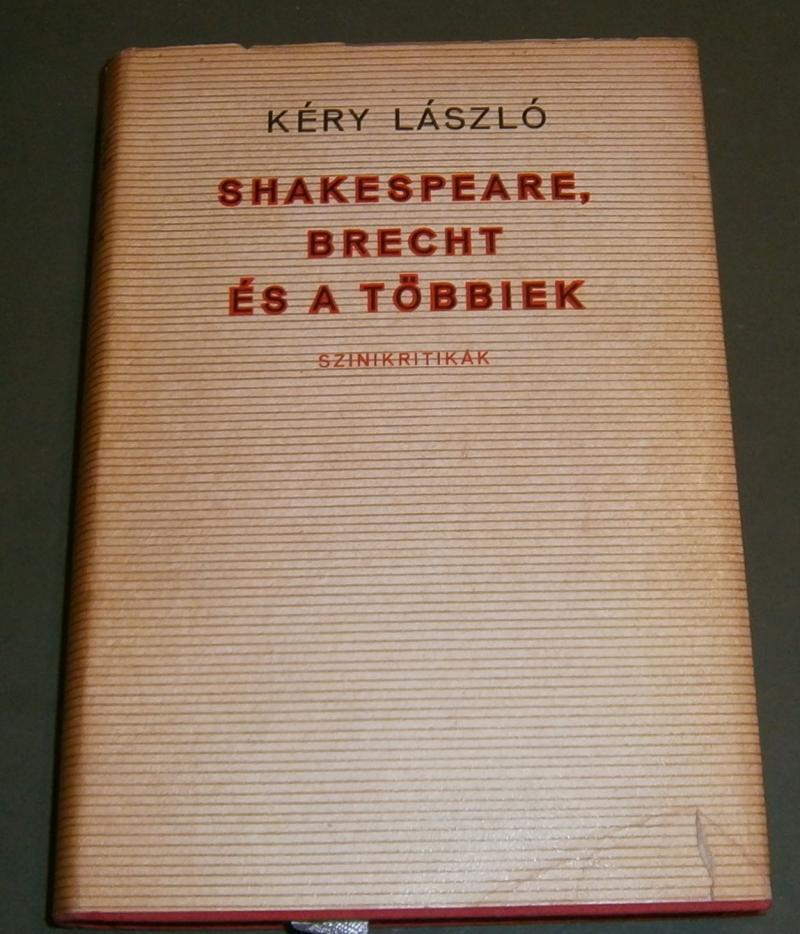 KÉRY LÁSZLÓ
SHAKESPEARE,
BRECHT
ÉS A TÖBBIEK
SZINIKRITIKÁK